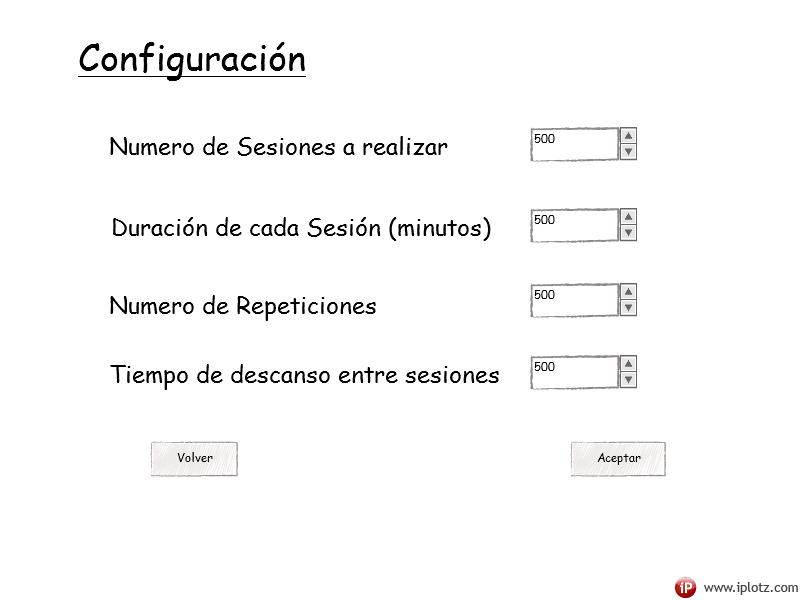 Configuración
Numero de Sesiones a realizar
500
Duración de cada Sesión (minutos)
500
Numero de Repeticiones
500
Tiempo de descanso entre sesiones
500
Volver
Aceptar
iP www.iplotz.com